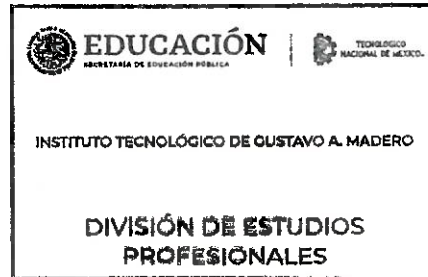 EDUCACIÓN
SECRETARÍA DE EDUCACIÓN PÚBLICA
TECNOLÓGICO
NACIONAL DE MÉXICO
INSTITUTO TECNOLÓGICO DE GUSTAVO A. MADERO
DIVISIÓN DE ESTUDIOS
PROFESIONALES